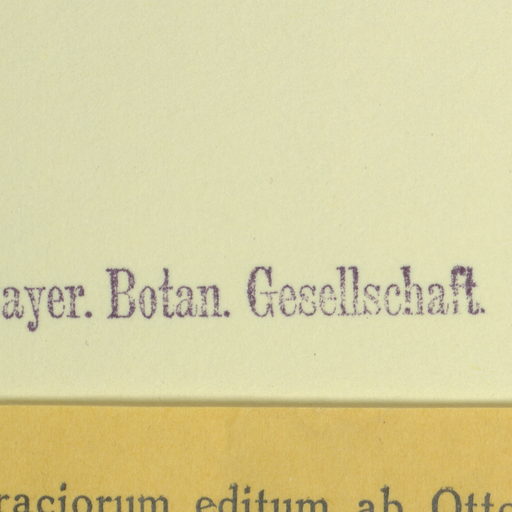 ayer. Botan. Gesellschaft.
raciorum editum ab Otto